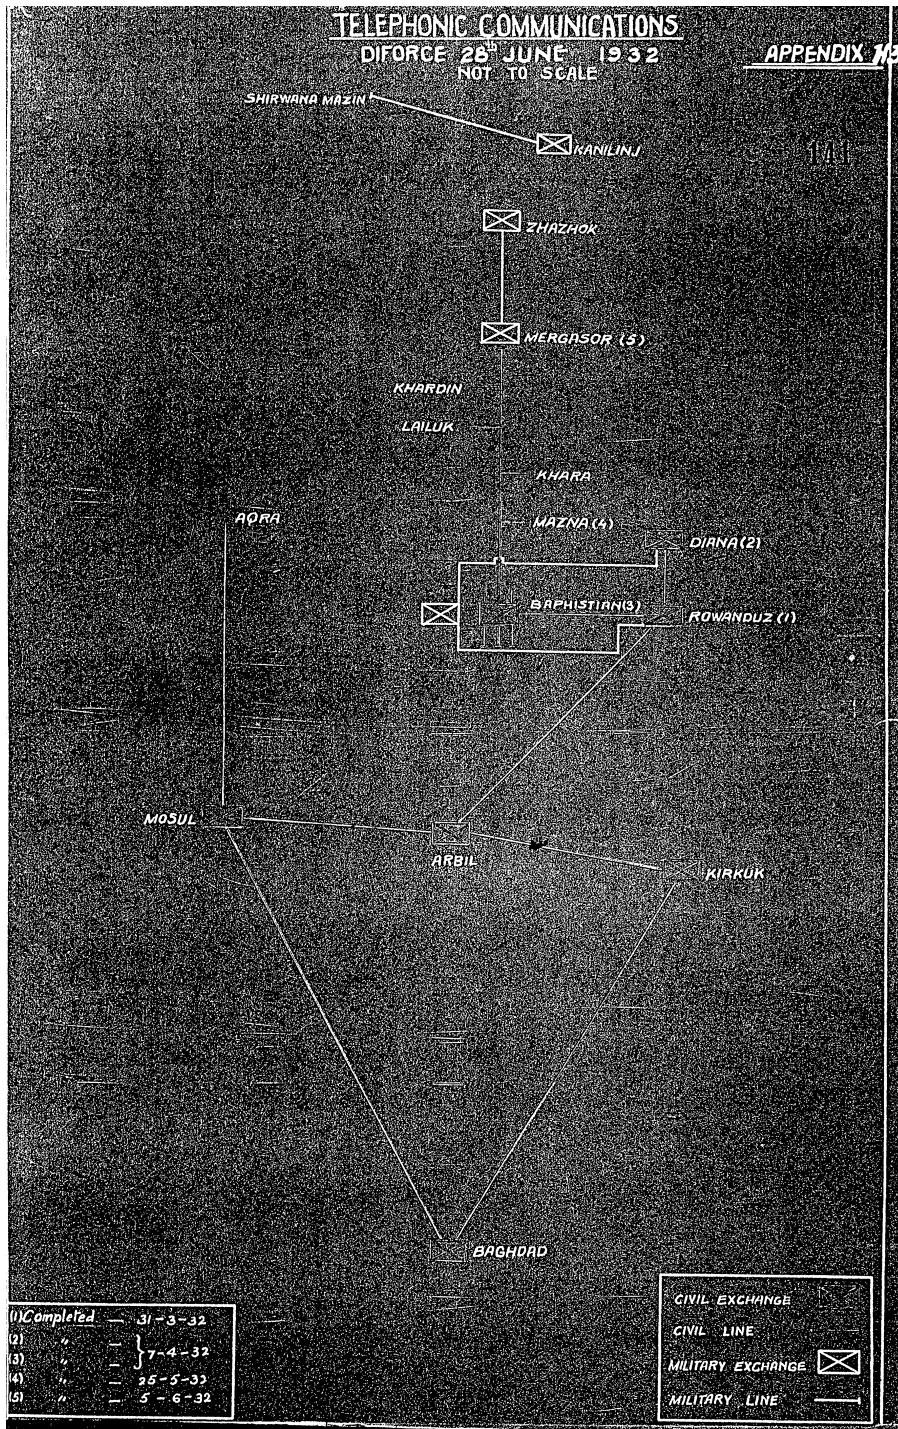 TELEPHONIC COMMUNICATIONS
DIFORCE 28th JUNE 1932
NOT TO SCALE
APPENDIX
141
SHIRWANA MAZIN
KANILINJ
ZHAZHOK
MERGASOR (5)
KHARDIN
LAILUK
KHARA
AQRA
MAZNA (4)
DIANA (2)
BAPHISTIAN (3)
ROWANDUZ (1)
MOSUL
ARBIL
KIRKUK
BAGHDAD
(1) Completed — 31-3-32
(2) " —
(3) " — } 7-4-32
(4) " — 25-5-32
(5) " — 5-6-32
CIVIL EXCHANGE
CIVIL LINE
MILITARY EXCHANGE
MILITARY LINE